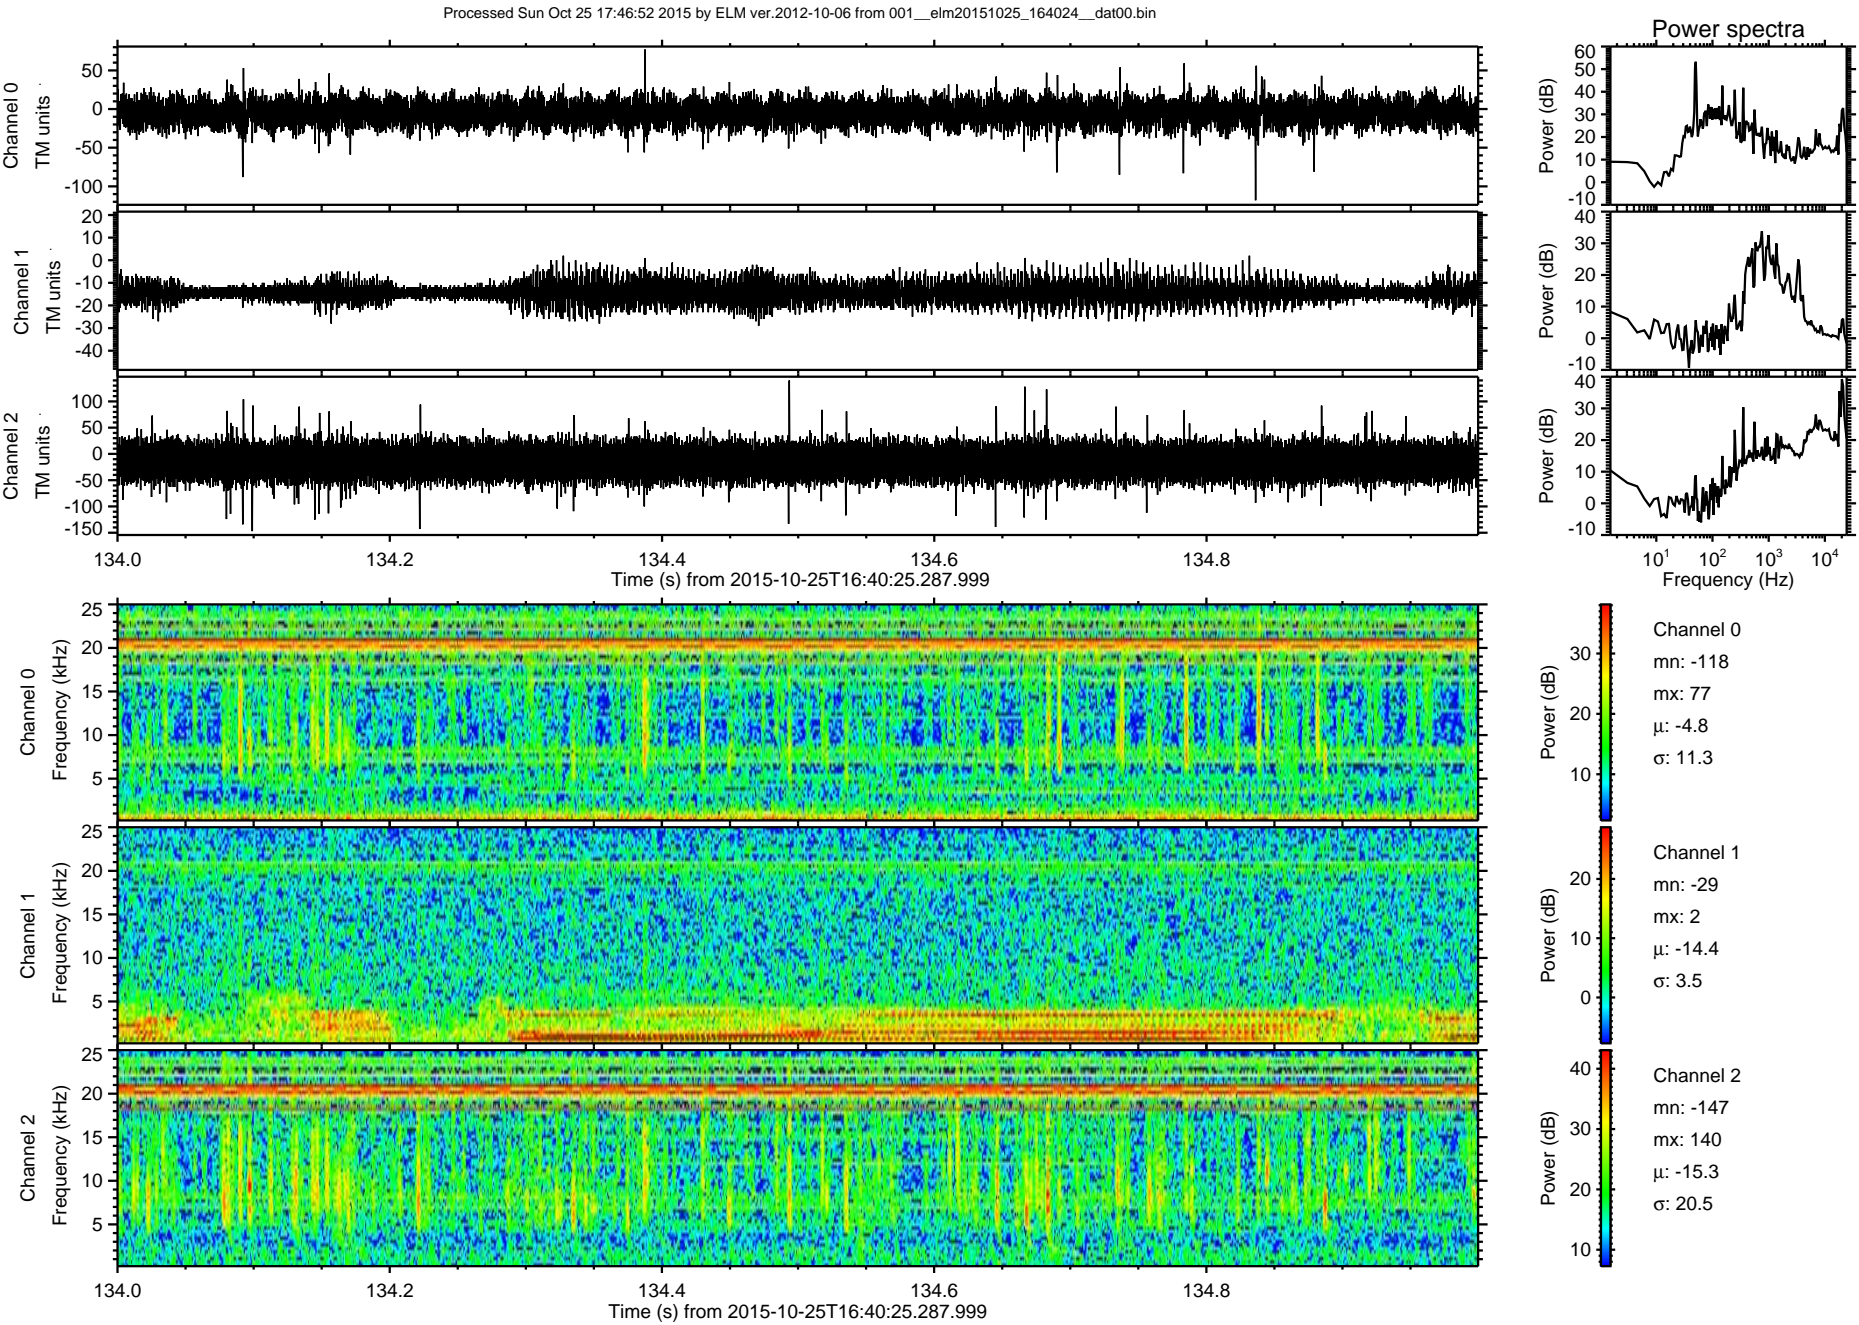 Processed Sun Oct 25 17:46:52 2015 by ELM ver.2012-10-06 from 001__elm20151025_164024__dat00.bin
Power spectra
Channel 0
TM units
50
0
-50
-100
Power (dB)
60
50
40
30
20
10
0
-10
Channel 1
TM units
20
10
0
-10
-20
-30
-40
Power (dB)
40
30
20
10
0
-10
Channel 2
TM units
100
50
0
-50
-100
-150
Power (dB)
40
30
20
10
0
-10
134.0 134.2 134.4 134.6 134.8
Time (s) from 2015-10-25T16:40:25.287.999
10¹ 10² 10³ 10⁴
Frequency (Hz)
Channel 0
Frequency (kHz)
25
20
15
10
5
Power (dB)
30
20
10
Channel 0
mn: -118
mx: 77
μ: -4.8
σ: 11.3
Channel 1
Frequency (kHz)
25
20
15
10
5
Power (dB)
20
10
0
Channel 1
mn: -29
mx: 2
μ: -14.4
σ: 3.5
Channel 2
Frequency (kHz)
25
20
15
10
5
Power (dB)
40
30
20
10
Channel 2
mn: -147
mx: 140
μ: -15.3
σ: 20.5
134.0 134.2 134.4 134.6 134.8
Time (s) from 2015-10-25T16:40:25.287.999